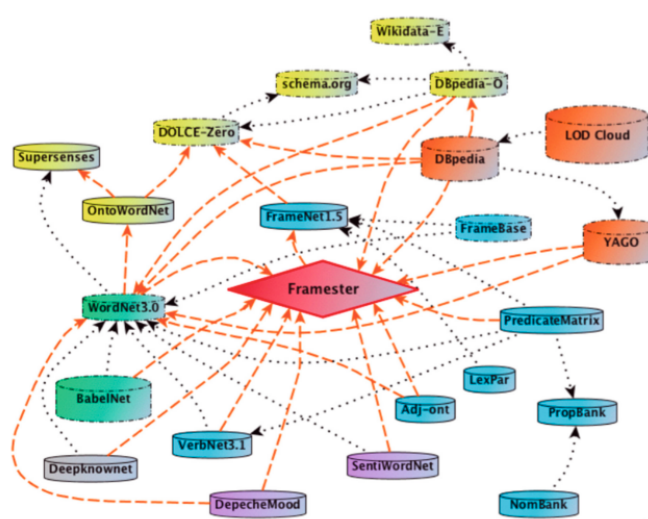 Wikidata-E
schema.org
DBpedia-O
DOLCE-Zero
LOD Cloud
Supersenses
DBpedia
OntoWordNet
FrameNet1.5
FrameBase
YAGO
Framester
WordNet3.0
PredicateMatrix
LexPar
BabelNet
Adj-ont
PropBank
VerbNet3.1
Deepknownet
SentiWordNet
DepecheMood
NomBank